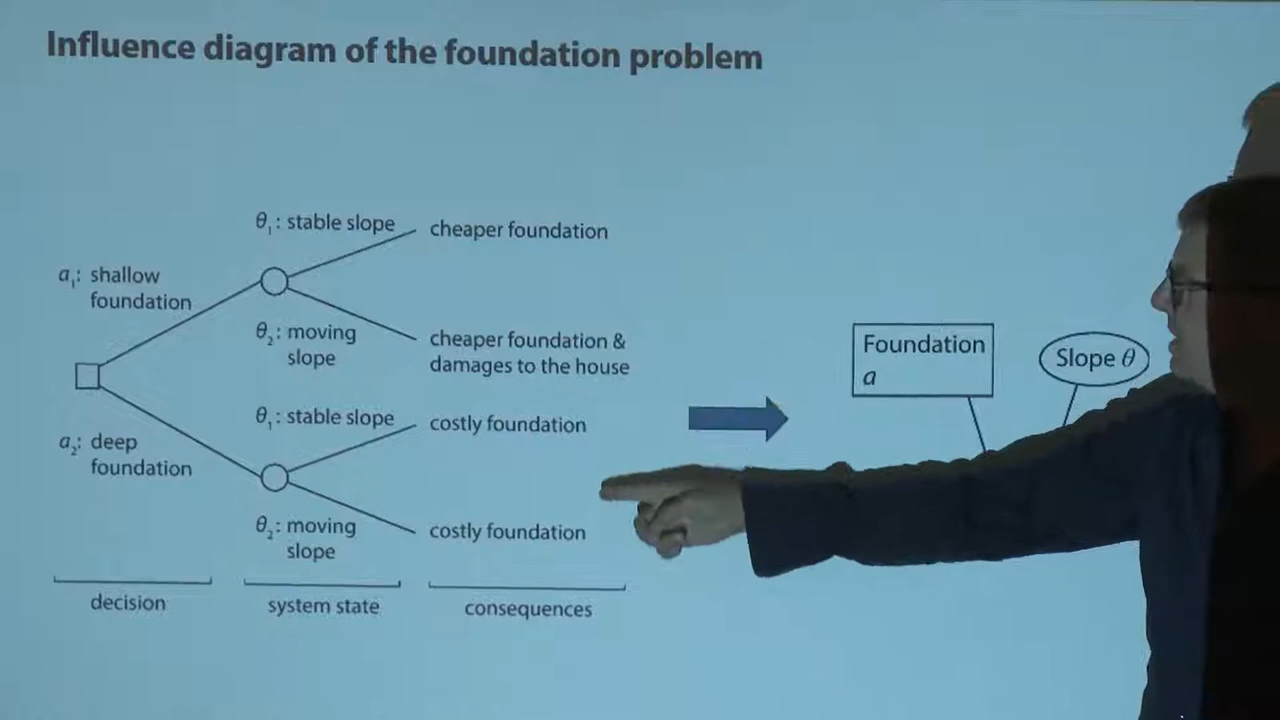 Influence diagram of the foundation problem
θ₁: stable slope
cheaper foundation
a₁: shallow
foundation
θ₂: moving
slope
cheaper foundation &
damages to the house
θ₁: stable slope
costly foundation
a₂: deep
foundation
θ₂: moving
slope
costly foundation
decision
system state
consequences
Foundation
a
Slope θ